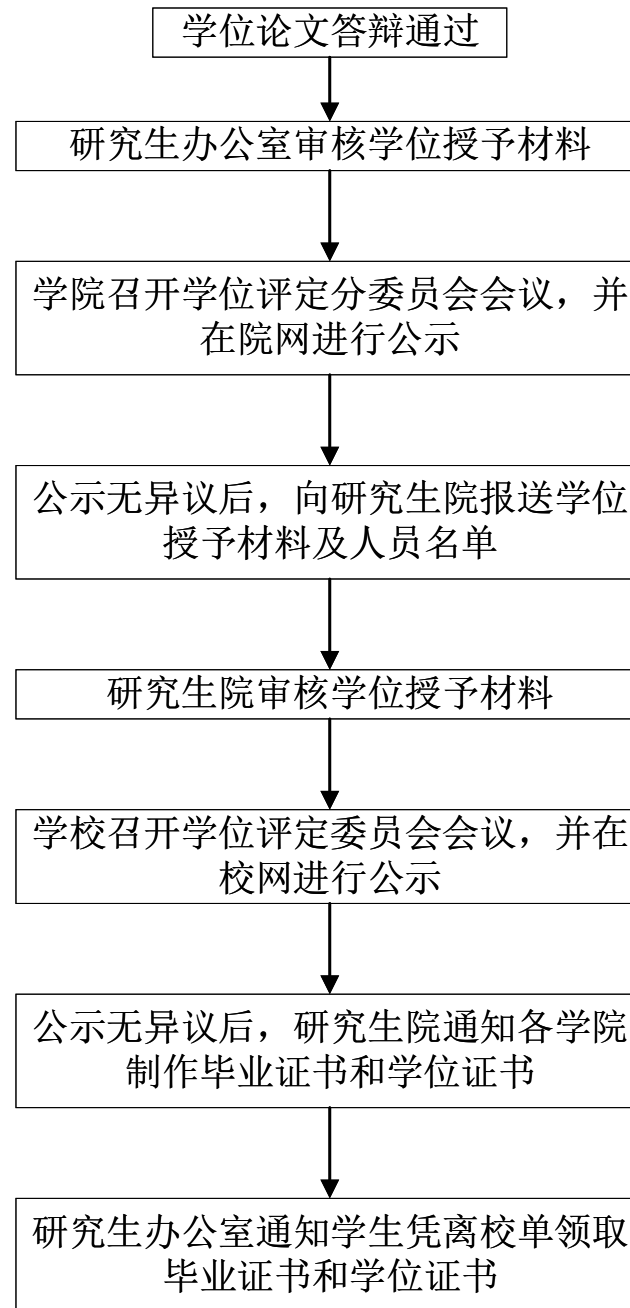 学位论文答辩通过
研究生办公室审核学位授予材料
学院召开学位评定分委员会会议，并
在院网进行公示
公示无异议后，向研究生院报送学位
授予材料及人员名单
研究生院审核学位授予材料
学校召开学位评定委员会会议，并在
校网进行公示
公示无异议后，研究生院通知各学院
制作毕业证书和学位证书
研究生办公室通知学生凭离校单领取
毕业证书和学位证书